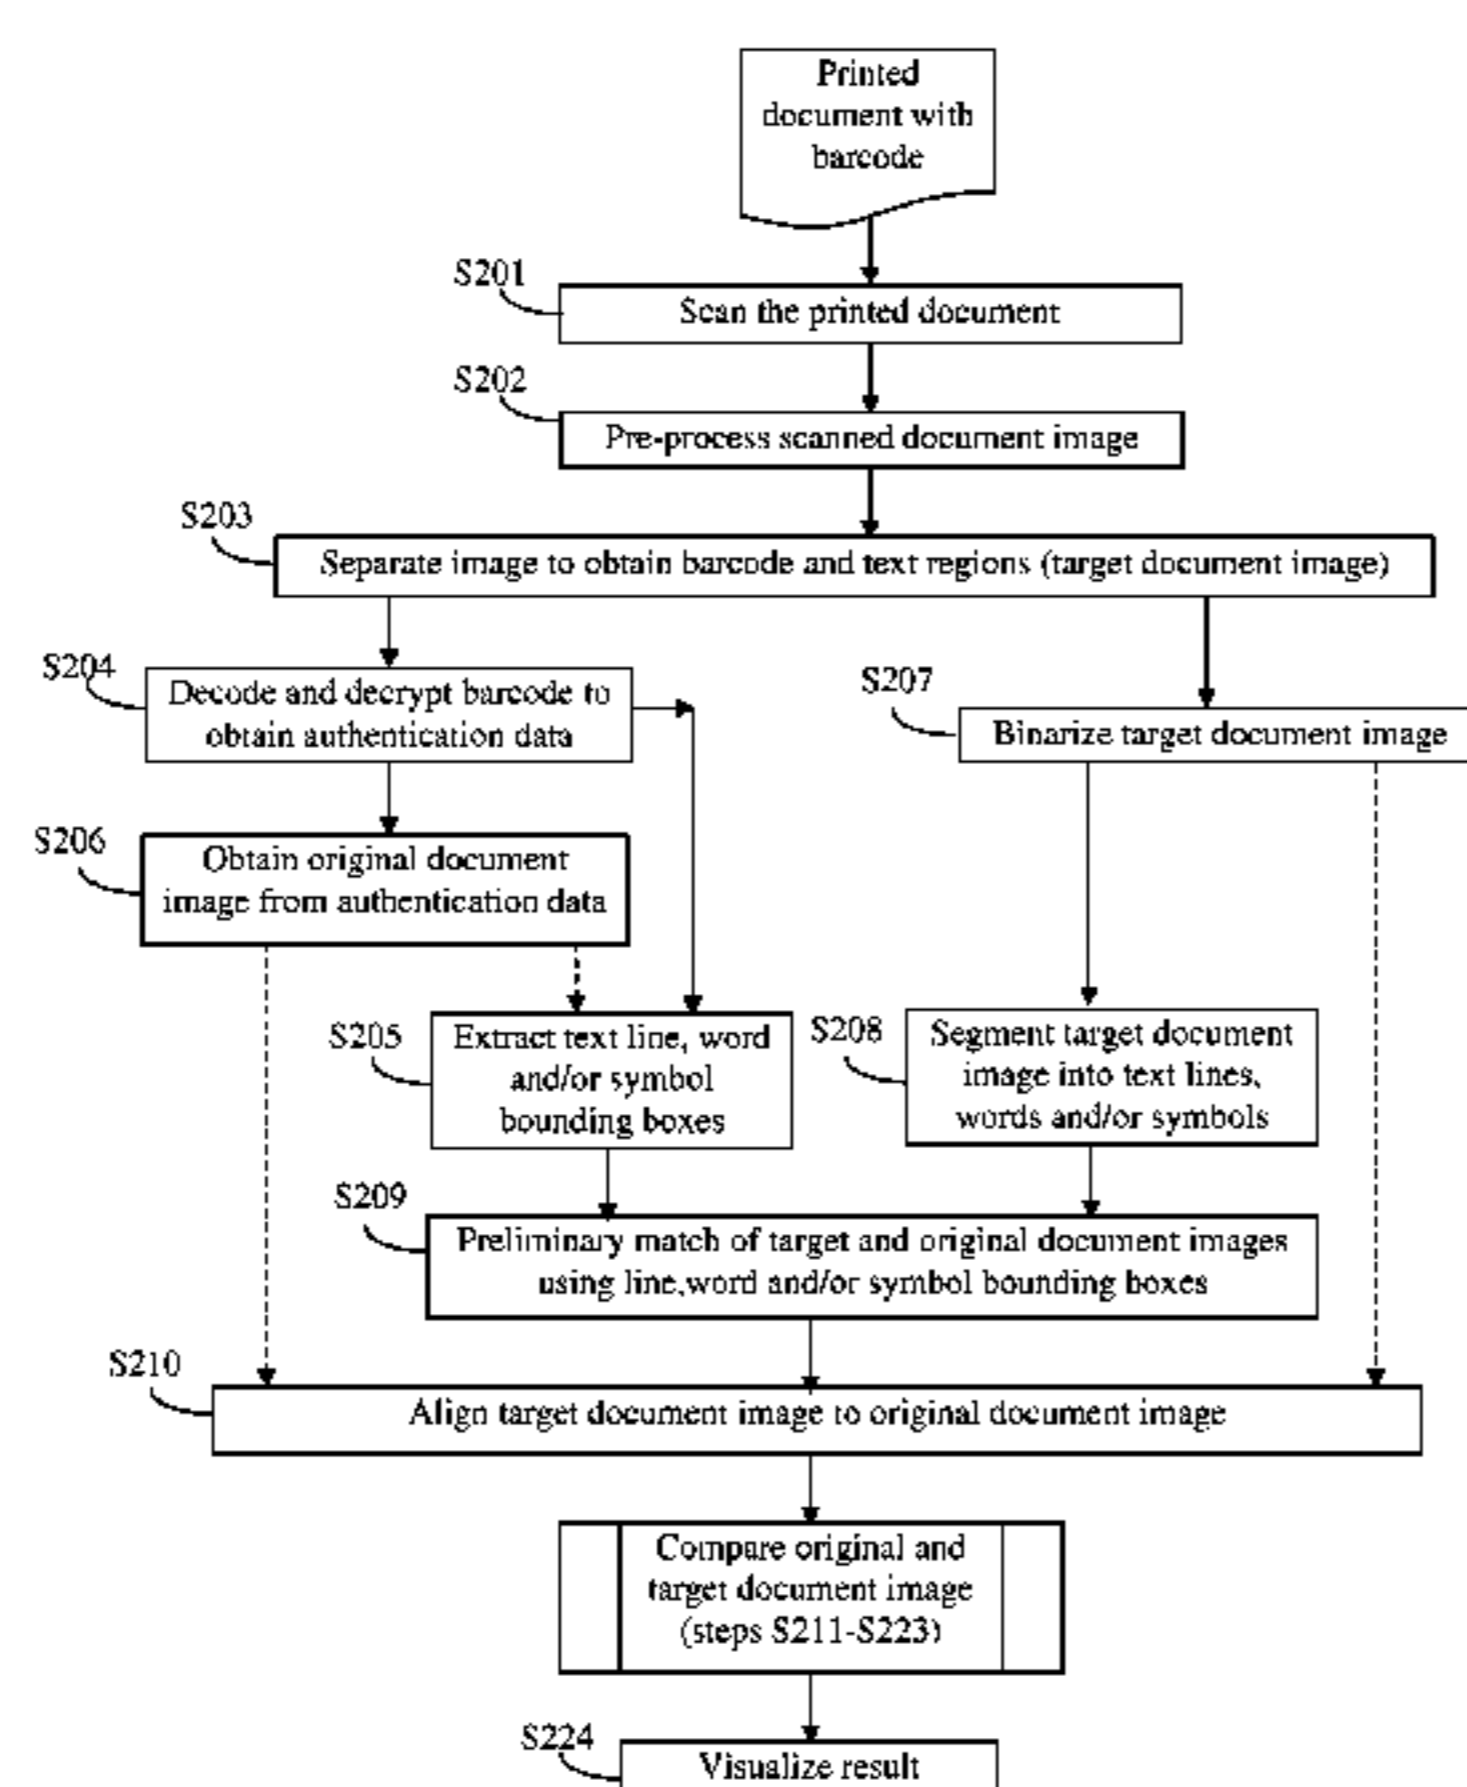 Printed
document with
barcode
S201
Scan the printed document
S202
Pre-process scanned document image
S203
Separate image to obtain barcode and text regions (target document image)
S204
Decode and decrypt barcode to
obtain authentication data
S207
Binarize target document image
S206
Obtain original document
image from authentication data
S205
Extract text line, word
and/or symbol
bounding boxes
S208
Segment target document
image into text lines,
words and/or symbols
S209
Preliminary match of target and original document images
using line,word and/or symbol bounding boxes
S210
Align target document image to original document image
Compare original and
target document image
(steps S211-S223)
S224
Visualize result